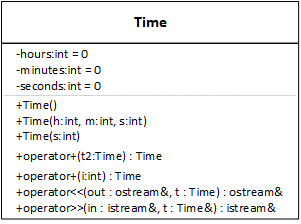 Time
-hours:int = 0
-minutes:int = 0
-seconds:int = 0
+Time()
+Time(h:int, m:int, s:int)
+Time(s:int)
+operator+(t2:Time) : Time
+operator+(i:int) : Time
+operator<<(out : ostream&, t : Time) : ostream&
+operator>>(in : istream&, t : Time&) : istream&